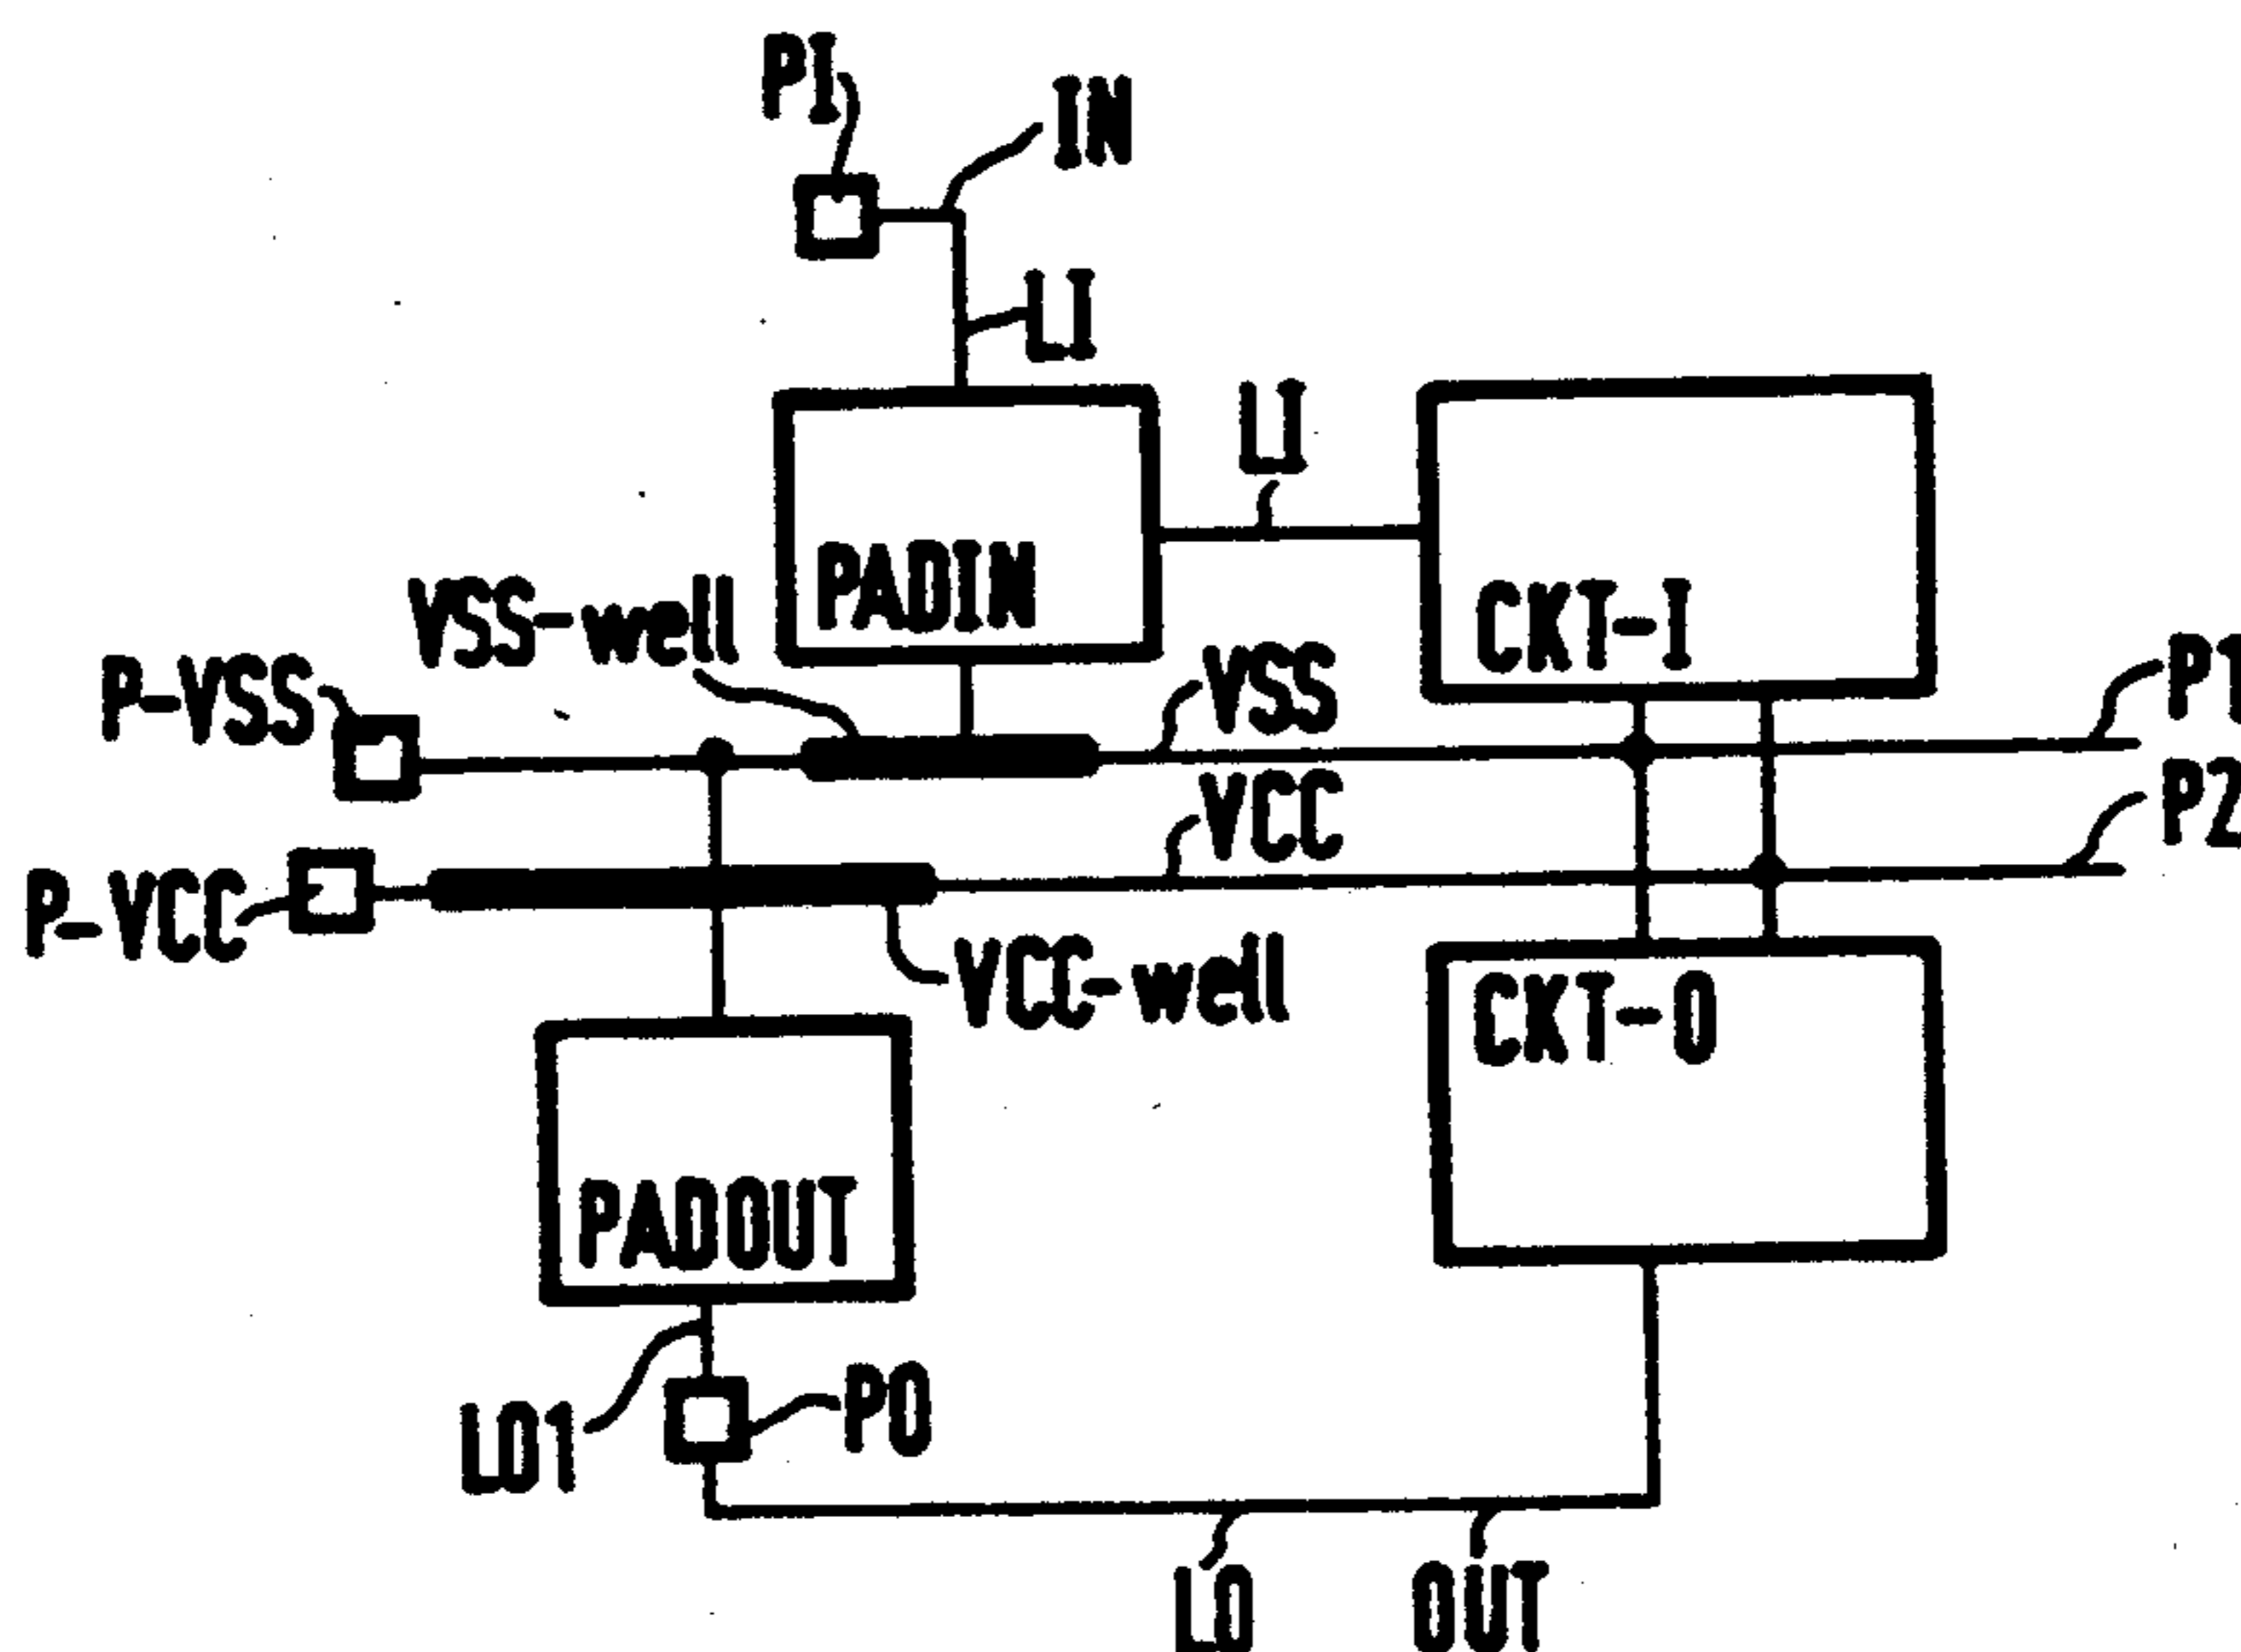 PI
IN
LI
LI
PADIN
CKT-I
VSS-well
P-VSS
VSS
P1
VCC
P2
P-VCC
VCC-well
CKT-O
PADOUT
LO1
PO
LO
OUT